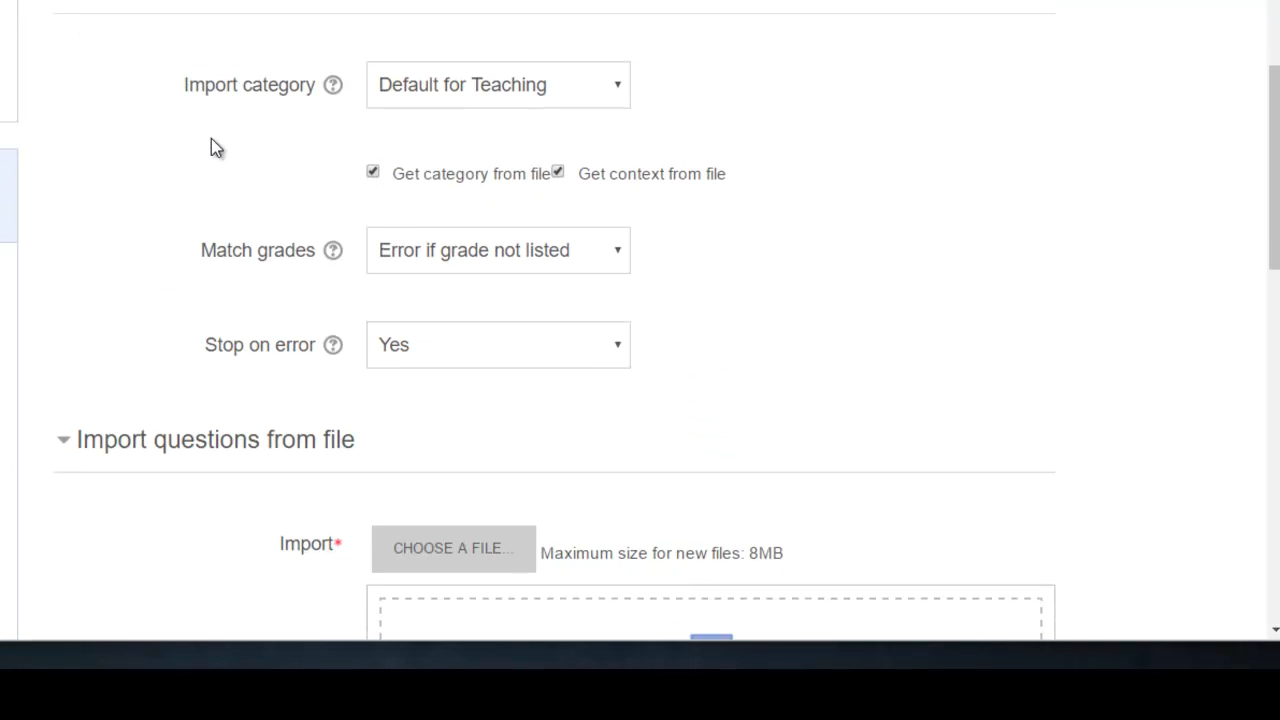 Import category
Default for Teaching
Get category from file Get context from file
Match grades
Error if grade not listed
Stop on error
Yes
Import questions from file
Import*
CHOOSE A FILE...
Maximum size for new files: 8MB